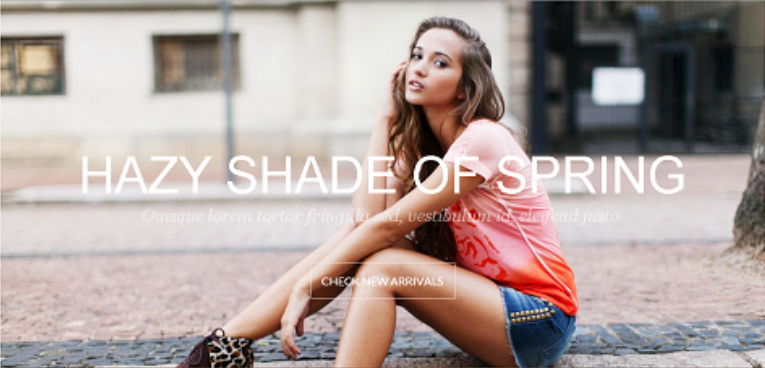 HAZY SHADE OF SPRING
Quisque lorem tortor fringilla sed, vestibulum id, eleifend justo.
CHECK NEW ARRIVALS